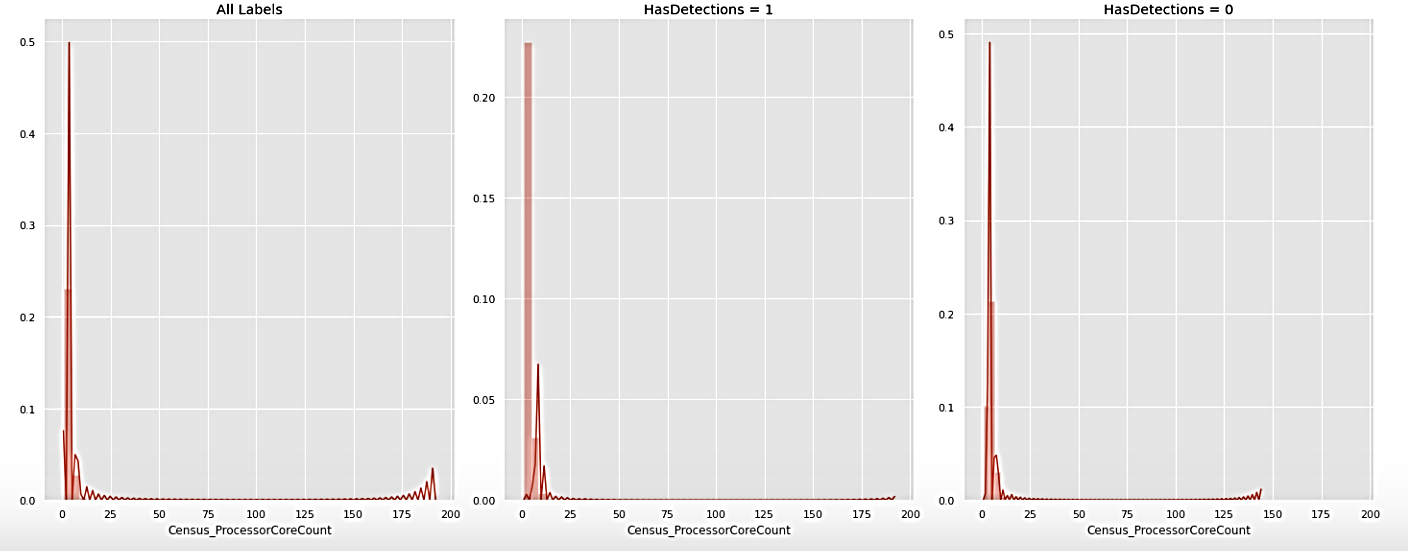 All Labels
0.5
0.4
0.3
0.2
0.1
0.0
0 25 50 75 100 125 150 175 200
Census_ProcessorCoreCount
HasDetections = 1
0.20
0.15
0.10
0.05
0.00
0 25 50 75 100 125 150 175 200
Census_ProcessorCoreCount
HasDetections = 0
0.5
0.4
0.3
0.2
0.1
0.0
0 25 50 75 100 125 150 175 200
Census_ProcessorCoreCount